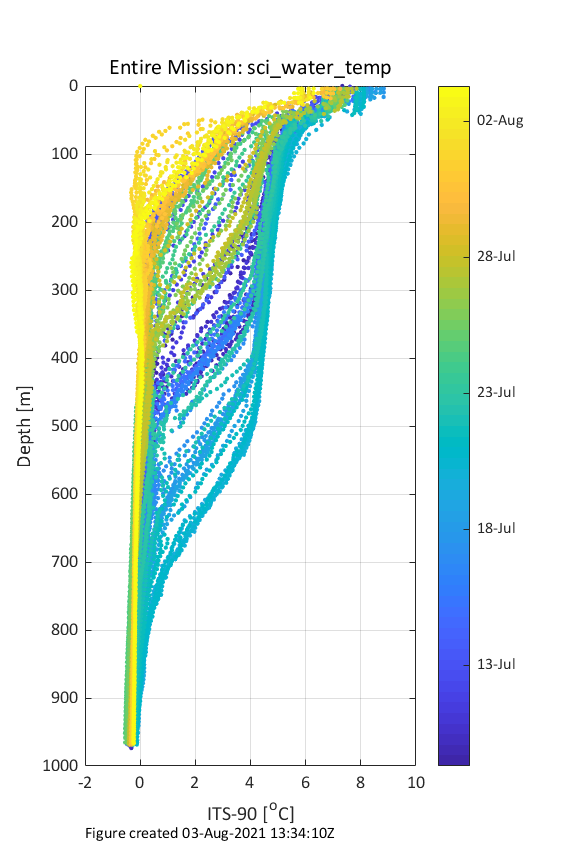 Entire Mission: sci_water_temp
0
100
200
300
400
500
600
700
800
900
1000
Depth [m]
-2 0 2 4 6 8 10
ITS-90 [°C]
02-Aug
28-Jul
23-Jul
18-Jul
13-Jul
Figure created 03-Aug-2021 13:34:10Z